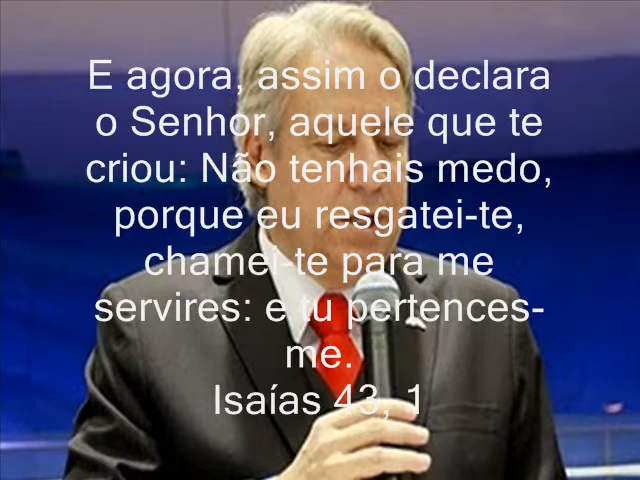 E agora, assim o declara
o Senhor, aquele que te
criou: Não tenhais medo,
porque eu resgatei-te,
chamei-te para me
servires: e tu pertences-
me.
Isaías 43, 1